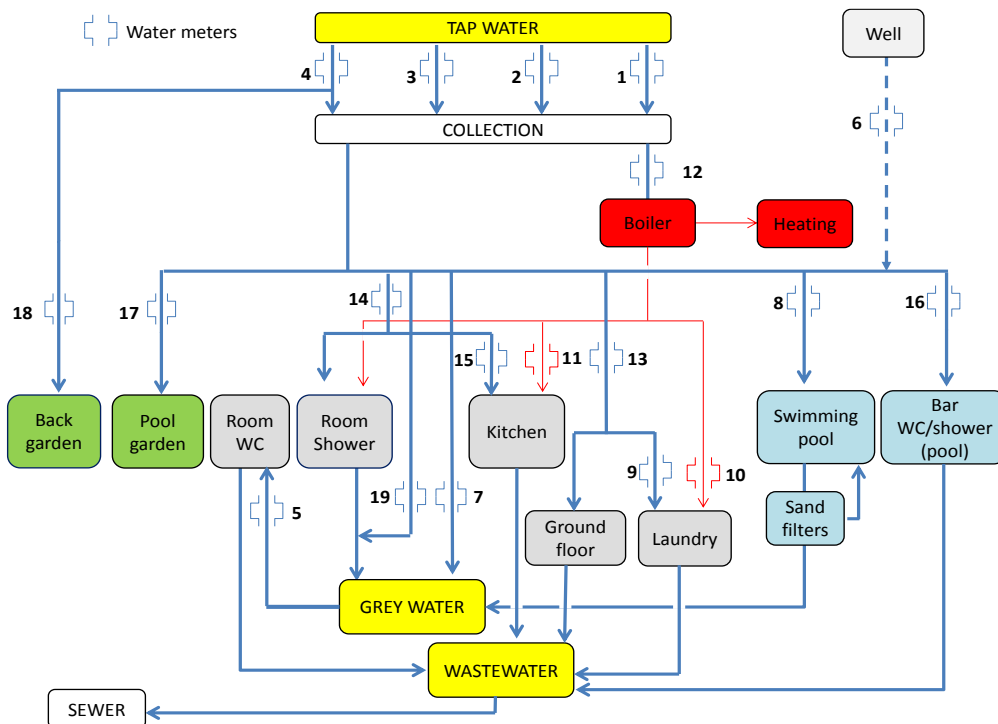 Water meters
TAP WATER
Well
4
3
2
1
6
COLLECTION
12
Boiler
Heating
18
17
14
8
16
15
11
13
Back
garden
Pool
garden
Room
WC
Room
Shower
Kitchen
Swimming
pool
Bar
WC/shower
(pool)
5
19
7
9
10
Ground
floor
Laundry
Sand
filters
GREY WATER
WASTEWATER
SEWER